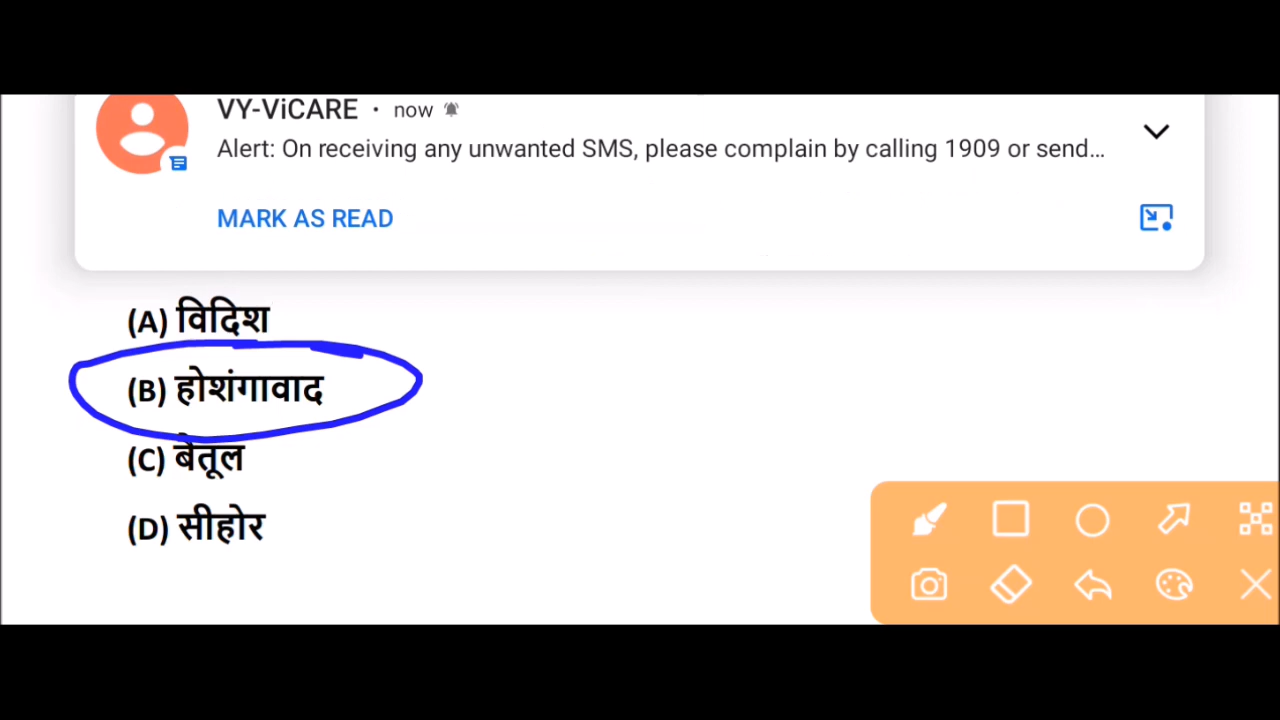 VY-ViCARE • now
Alert: On receiving any unwanted SMS, please complain by calling 1909 or send...
MARK AS READ
(A) विदिश
(B) होशंगावाद
(C) बेतूल
(D) सीहोर